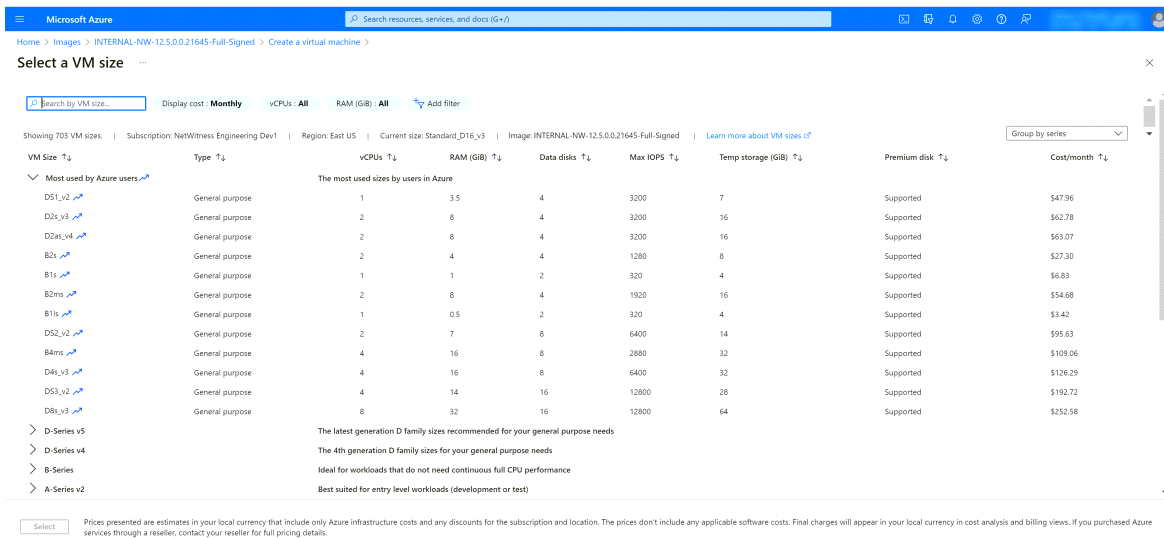 Microsoft Azure
Search resources, services, and docs (G+/)
Home > Images > INTERNAL-NW-12.5.0.0.21645-Full-Signed > Create a virtual machine >
Select a VM size ...
Search by VM size...
Display cost : Monthly
vCPUs : All
RAM (GiB) : All
Add filter
Showing 703 VM sizes. | Subscription: NetWitness Engineering Dev1 | Region: East US | Current size: Standard_D16_v3 | Image: INTERNAL-NW-12.5.0.0.21645-Full-Signed | Learn more about VM sizes
Group by series
VM Size ↑↓ Type ↑↓ vCPUs ↑↓ RAM (GiB) ↑↓ Data disks ↑↓ Max IOPS ↑↓ Temp storage (GiB) ↑↓ Premium disk ↑↓ Cost/month ↑↓
Most used by Azure users The most used sizes by users in Azure
DS1_v2 General purpose 1 3.5 4 3200 7 Supported $47.96
D2s_v3 General purpose 2 8 4 3200 16 Supported $62.78
D2as_v4 General purpose 2 8 4 3200 16 Supported $63.07
B2s General purpose 2 4 4 1280 8 Supported $27.30
B1s General purpose 1 1 2 320 4 Supported $6.83
B2ms General purpose 2 8 4 1920 16 Supported $54.68
B1ls General purpose 1 0.5 2 320 4 Supported $3.42
DS2_v2 General purpose 2 7 8 6400 14 Supported $95.63
B4ms General purpose 4 16 8 2880 32 Supported $109.06
D4s_v3 General purpose 4 16 8 6400 32 Supported $126.29
DS3_v2 General purpose 4 14 16 12800 28 Supported $192.72
D8s_v3 General purpose 8 32 16 12800 64 Supported $252.58
D-Series v5 The latest generation D family sizes recommended for your general purpose needs
D-Series v4 The 4th generation D family sizes for your general purpose needs
B-Series Ideal for workloads that do not need continuous full CPU performance
A-Series v2 Best suited for entry level workloads (development or test)
Select
Prices presented are estimates in your local currency that include only Azure infrastructure costs and any discounts for the subscription and location. The prices don't include any applicable software costs. Final charges will appear in your local currency in cost analysis and billing views. If you purchased Azure
services through a reseller, contact your reseller for full pricing details.